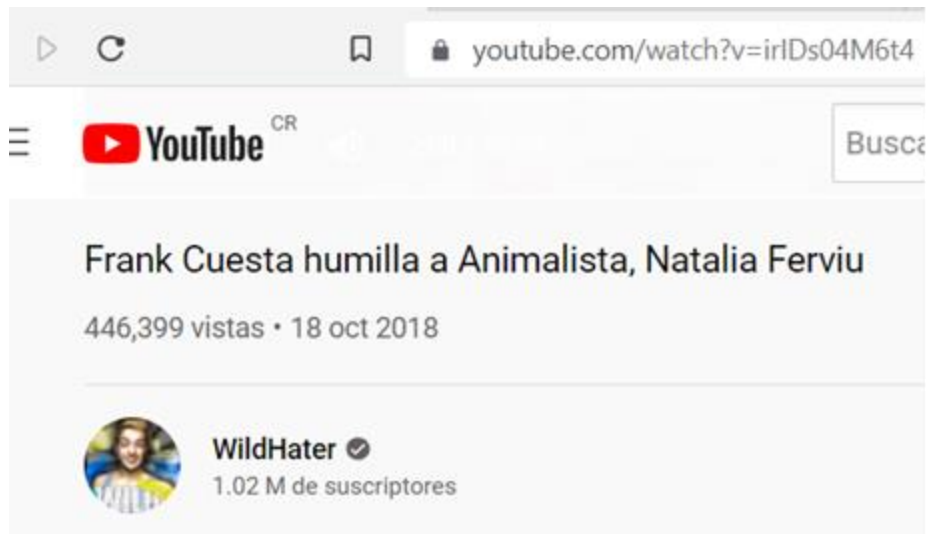 youtube.com/watch?v=irIDs04M6t4
YouTube CR
Busca
Frank Cuesta humilla a Animalista, Natalia Ferviu
446,399 vistas • 18 oct 2018
WildHater
1.02 M de suscriptores